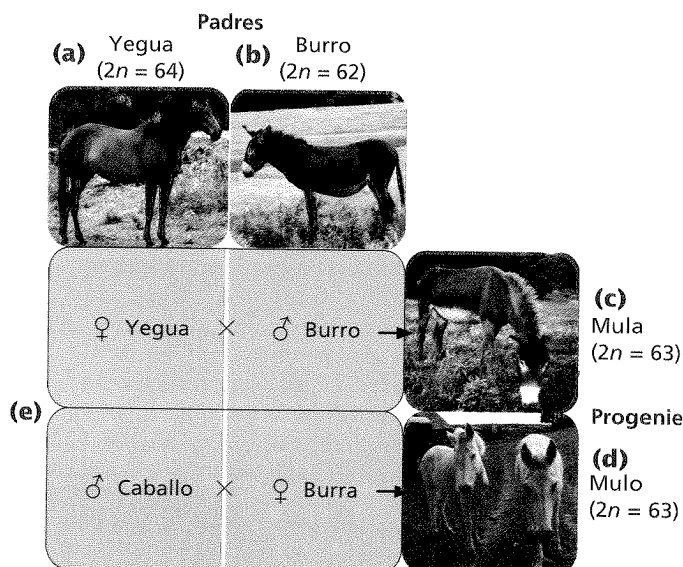 Padres
(a) Yegua
(2n = 64)
(b) Burro
(2n = 62)
♀ Yegua × ♂ Burro
(c)
Mula
(2n = 63)
(e)
Progenie
♂ Caballo × ♀ Burra
(d)
Mulo
(2n = 63)